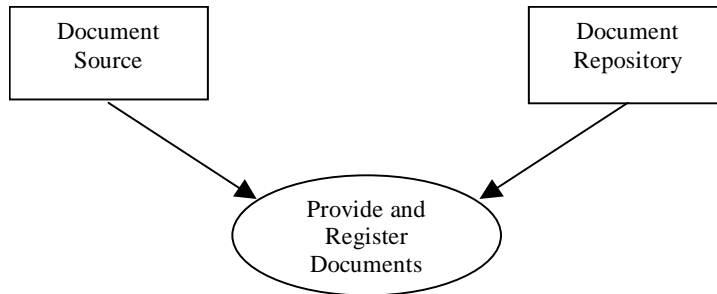 Document
Source
Document
Repository
Provide and
Register
Documents